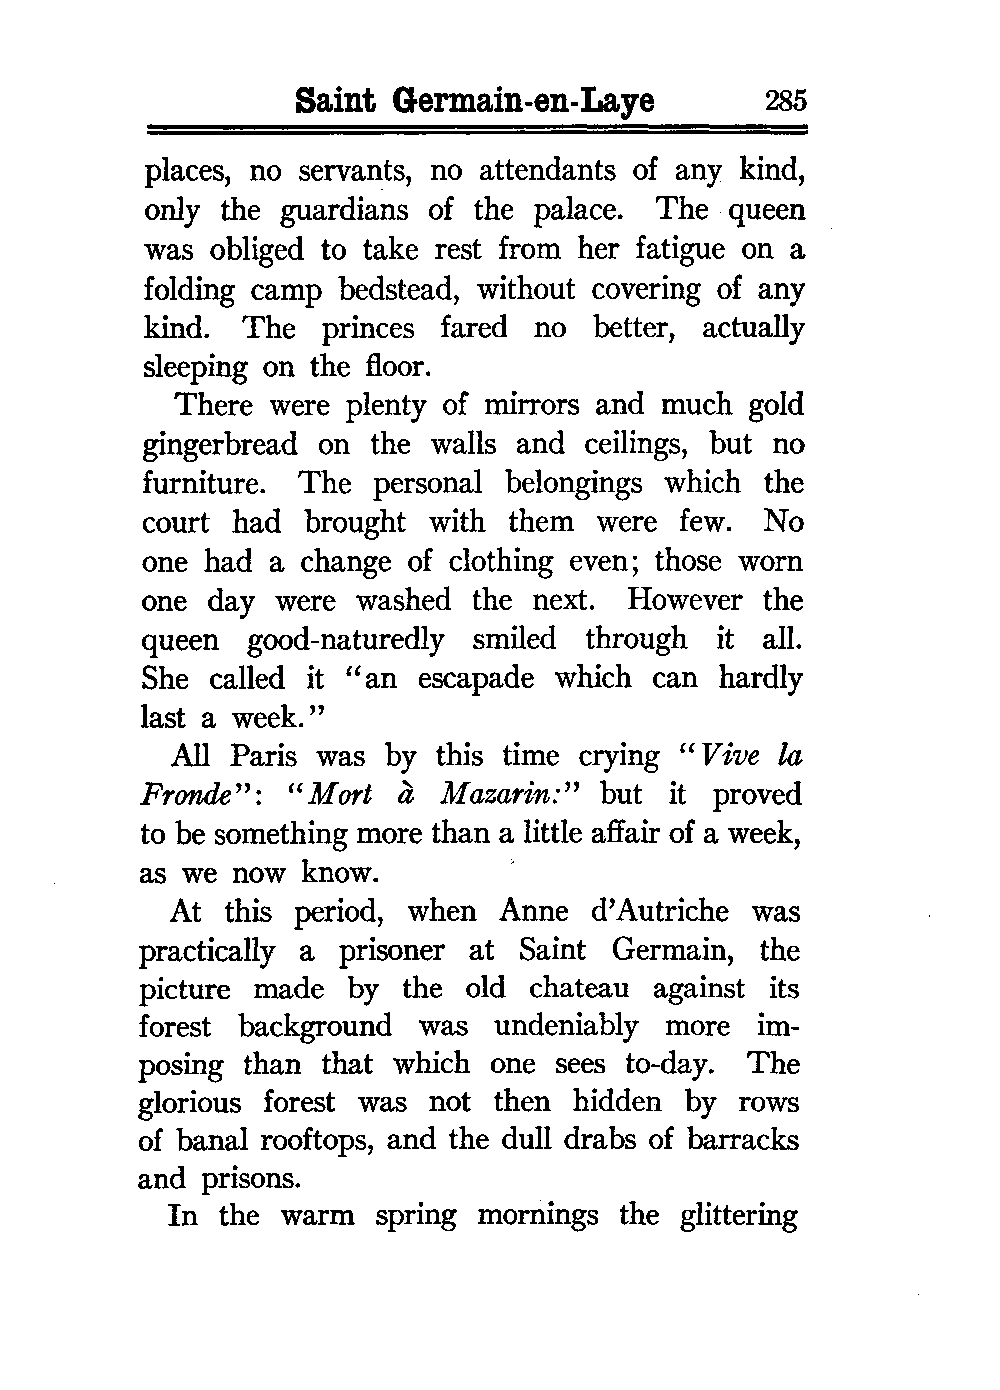 Saint Germain-en-Laye 285
places, no servants, no attendants of any kind,
only the guardians of the palace. The queen
was obliged to take rest from her fatigue on a
folding camp bedstead, without covering of any
kind. The princes fared no better, actually
sleeping on the floor.
There were plenty of mirrors and much gold
gingerbread on the walls and ceilings, but no
furniture. The personal belongings which the
court had brought with them were few. No
one had a change of clothing even; those worn
one day were washed the next. However the
queen good-naturedly smiled through it all.
She called it “an escapade which can hardly
last a week.”
All Paris was by this time crying “Vive la
Fronde”: “Mort à Mazarin:” but it proved
to be something more than a little affair of a week,
as we now know.
At this period, when Anne d’Autriche was
practically a prisoner at Saint Germain, the
picture made by the old chateau against its
forest background was undeniably more im-
posing than that which one sees to-day. The
glorious forest was not then hidden by rows
of banal rooftops, and the dull drabs of barracks
and prisons.
In the warm spring mornings the glittering